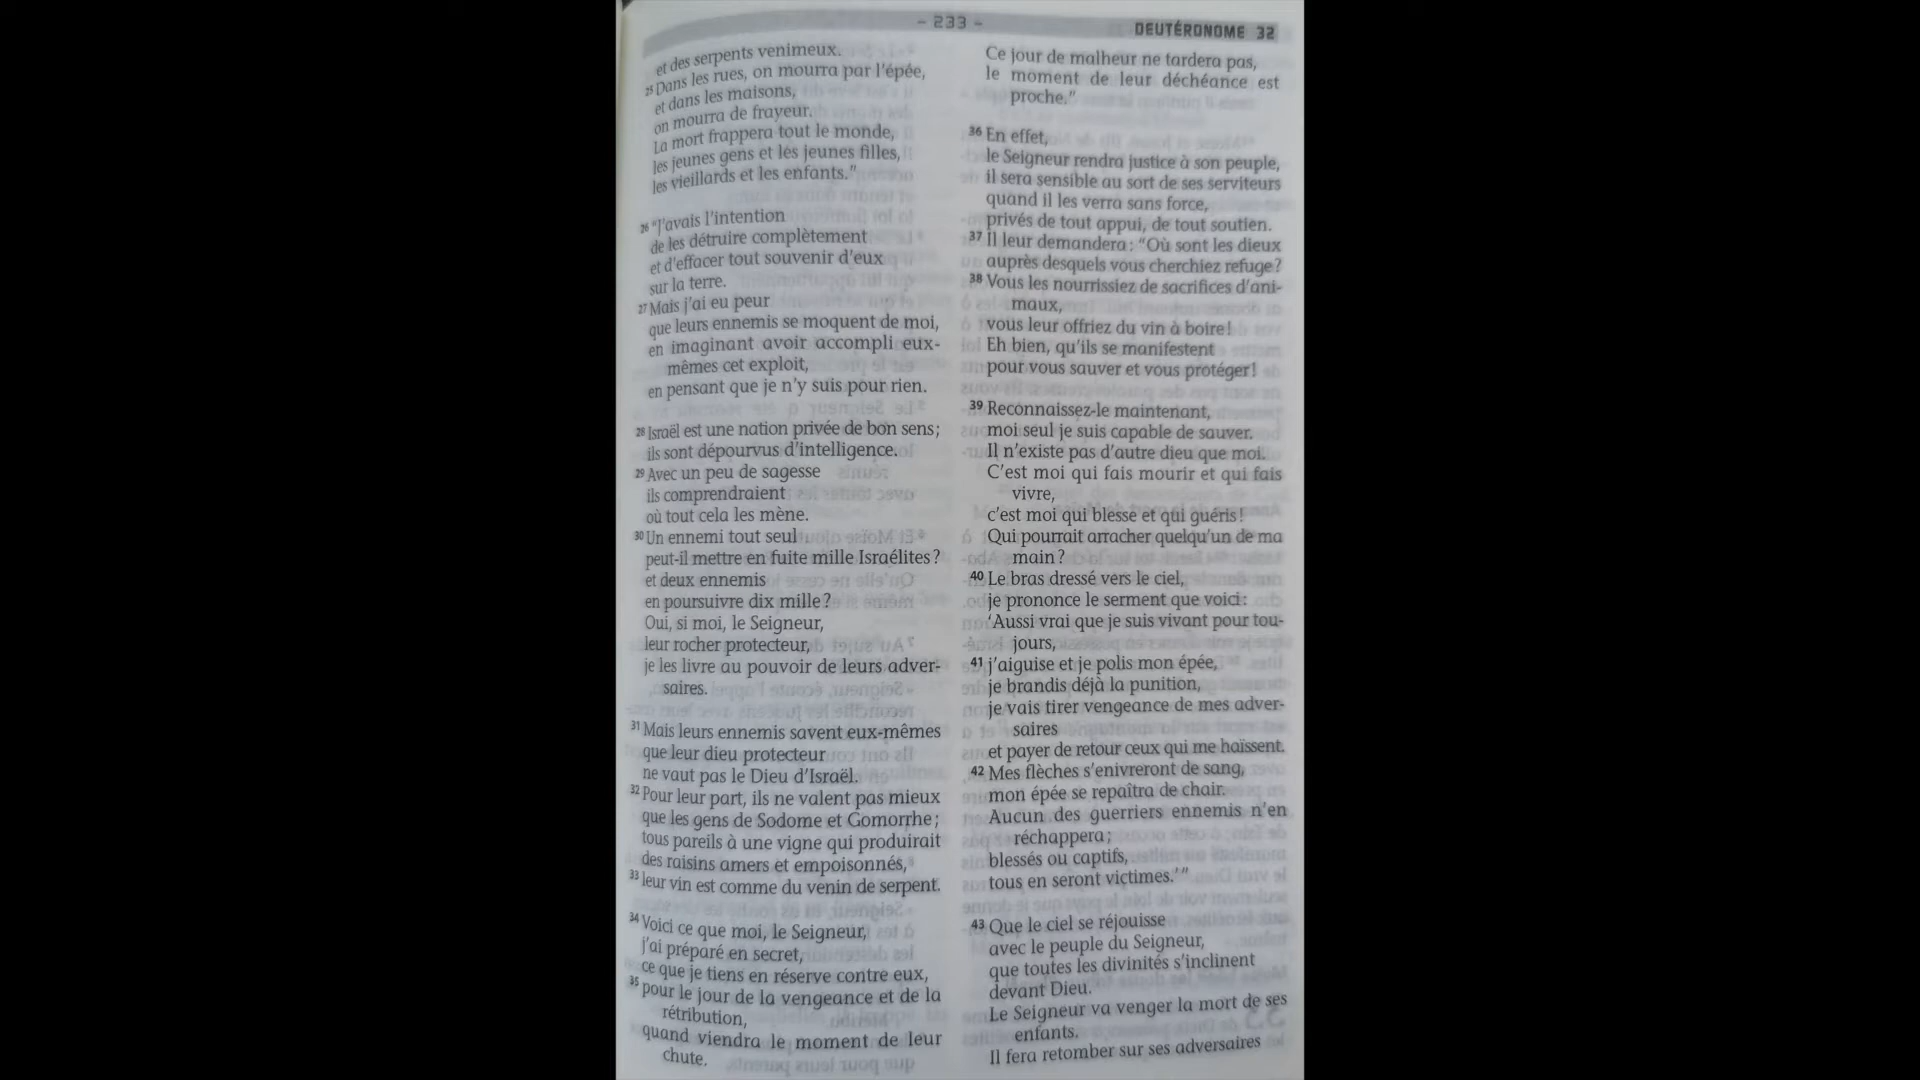 - 233 -
DEUTÉRONOME 32
et des serpents venimeux.
25 Dans les rues, on mourra par l'épée,
et dans les maisons,
on mourra de frayeur.
La mort frappera tout le monde,
les jeunes gens et les jeunes filles,
les vieillards et les enfants."
26 "J'avais l'intention
de les détruire complètement
et d'effacer tout souvenir d'eux
sur la terre.
27 Mais j'ai eu peur
que leurs ennemis se moquent de moi,
en imaginant avoir accompli eux-
mêmes cet exploit,
en pensant que je n'y suis pour rien.
28 Israël est une nation privée de bon sens;
ils sont dépourvus d'intelligence.
29 Avec un peu de sagesse
ils comprendraient
où tout cela les mène.
30 Un ennemi tout seul
peut-il mettre en fuite mille Israélites?
et deux ennemis
en poursuivre dix mille?
Oui, si moi, le Seigneur,
leur rocher protecteur,
je les livre au pouvoir de leurs adver-
saires.
31 Mais leurs ennemis savent eux-mêmes
que leur dieu protecteur
ne vaut pas le Dieu d'Israël.
32 Pour leur part, ils ne valent pas mieux
que les gens de Sodome et Gomorrhe;
tous pareils à une vigne qui produirait
des raisins amers et empoisonnés,
33 leur vin est comme du venin de serpent.
34 Voici ce que moi, le Seigneur,
j'ai préparé en secret,
ce que je tiens en réserve contre eux,
35 pour le jour de la vengeance et de la
rétribution,
quand viendra le moment de leur
chute.
Ce jour de malheur ne tardera pas,
le moment de leur déchéance est
proche."
36 En effet,
le Seigneur rendra justice à son peuple,
il sera sensible au sort de ses serviteurs
quand il les verra sans force,
privés de tout appui, de tout soutien.
37 Il leur demandera: "Où sont les dieux
auprès desquels vous cherchiez refuge?
38 Vous les nourrissiez de sacrifices d'ani-
maux,
vous leur offriez du vin à boire!
Eh bien, qu'ils se manifestent
pour vous sauver et vous protéger!
39 Reconnaissez-le maintenant,
moi seul je suis capable de sauver.
Il n'existe pas d'autre dieu que moi.
C'est moi qui fais mourir et qui fais
vivre,
c'est moi qui blesse et qui guéris!
Qui pourrait arracher quelqu'un de ma
main?
40 Le bras dressé vers le ciel,
je prononce le serment que voici:
'Aussi vrai que je suis vivant pour tou-
jours,
41 j'aiguise et je polis mon épée,
je brandis déjà la punition,
je vais tirer vengeance de mes adver-
saires
et payer de retour ceux qui me haïssent.
42 Mes flèches s'enivreront de sang,
mon épée se repaîtra de chair.
Aucun des guerriers ennemis n'en
réchappera;
blessés ou captifs,
tous en seront victimes.'"
43 Que le ciel se réjouisse
avec le peuple du Seigneur,
que toutes les divinités s'inclinent
devant Dieu.
Le Seigneur va venger la mort de ses
enfants.
Il fera retomber sur ses adversaires